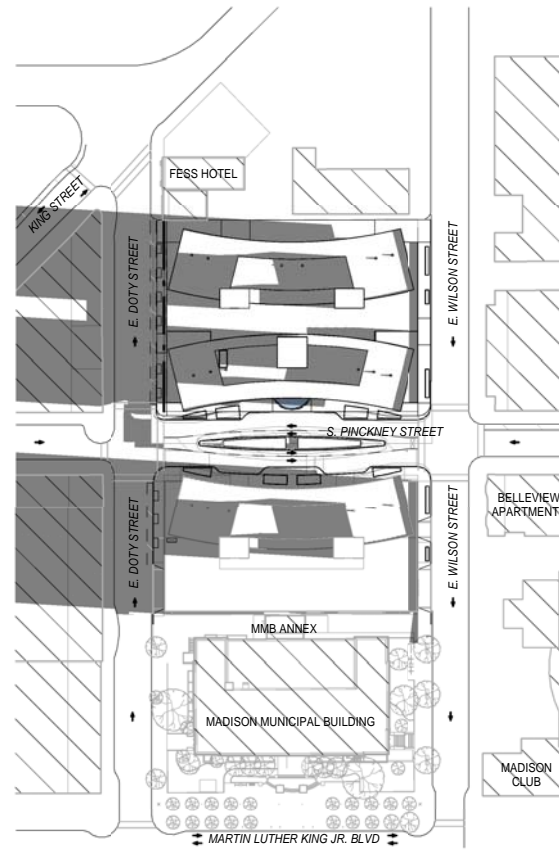 FESS HOTEL
KING STREET
E. DOTY STREET
E. WILSON STREET
S. PINCKNEY STREET
E. DOTY STREET
E. WILSON STREET
BELLEVIEW
APARTMENT
MMB ANNEX
MADISON MUNICIPAL BUILDING
MADISON
CLUB
MARTIN LUTHER KING JR. BLVD